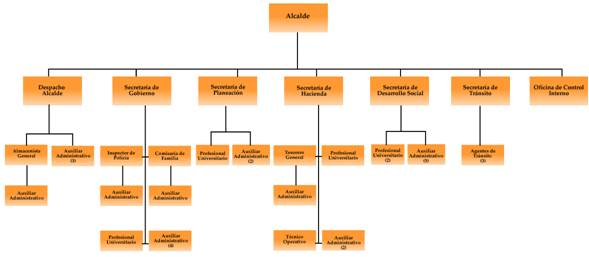 Alcalde
Despacho
Alcalde
Secretaría de
Gobierno
Secretaría de
Planeación
Secretaría de
Hacienda
Secretaría de
Desarrollo Social
Secretaría de
Tránsito
Oficina de Control
Interno
Almacenista
General
Auxiliar
Administrativo
Inspector de
Policía
Comisaría de
Familia
Profesional
Universitario
Auxiliar
Administrativo
(2)
Tesorero
General
Profesional
Universitario
Profesional
Universitario
(2)
Auxiliar
Administrativo
Agentes de
Tránsito
Auxiliar
Administrativo
Auxiliar
Administrativo
Auxiliar
Administrativo
Auxiliar
Administrativo
Profesional
Universitario
Auxiliar
Administrativo
(4)
Técnico
Operativo
Auxiliar
Administrativo
(2)